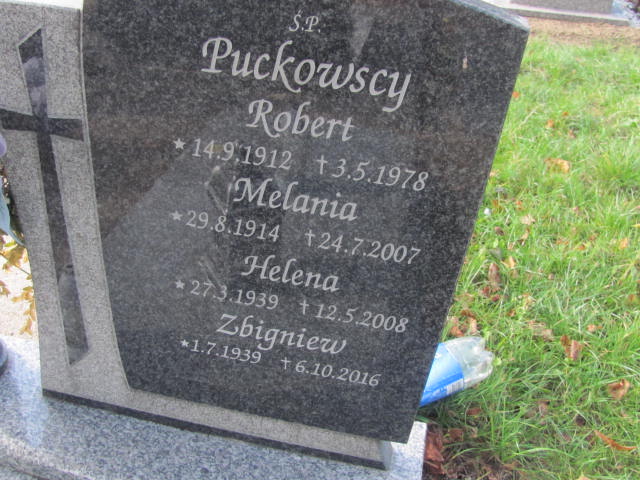 Ś.P.
Puckowscy
Robert
★ 14.9.1912 † 3.5.1978
Melania
★ 29.8.1914 † 24.7.2007
Helena
★ 27.3.1939 † 12.5.2008
Zbigniew
★ 1.7.1939 † 6.10.2016